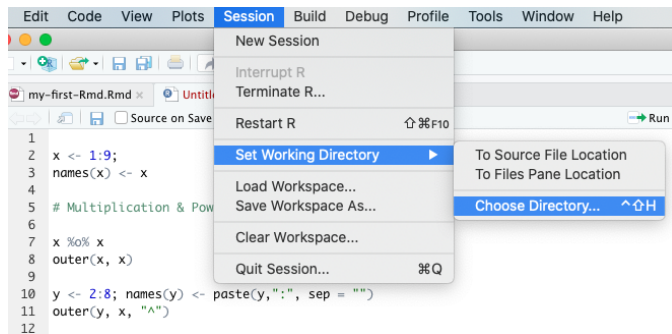 Edit Code View Plots Session Build Debug Profile Tools Window Help
New Session
Interrupt R
Terminate R...
Restart R ⇧⌘F10
Set Working Directory ▶
To Source File Location
To Files Pane Location
Choose Directory... ^⇧H
Load Workspace...
Save Workspace As...
Clear Workspace...
Quit Session... ⌘Q
my-first-Rmd.Rmd × Untitl
Source on Save Run
1
2 x <- 1:9;
3 names(x) <- x
4
5 # Multiplication & Pow
6
7 x %o% x
8 outer(x, x)
9
10 y <- 2:8; names(y) <- paste(y,":", sep = "")
11 outer(y, x, "^")
12